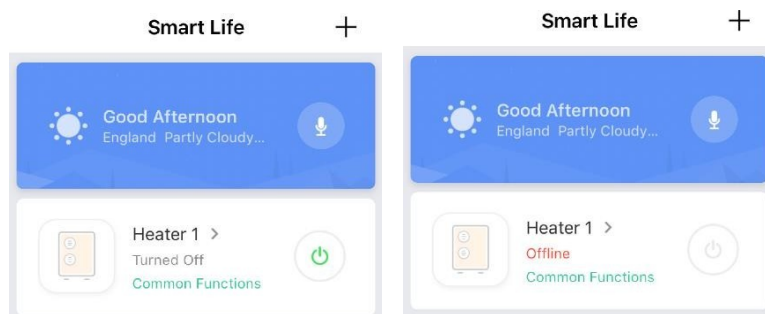 Smart Life +
Good Afternoon
England Partly Cloudy...
Heater 1 >
Turned Off
Common Functions
Smart Life +
Good Afternoon
England Partly Cloudy...
Heater 1 >
Offline
Common Functions